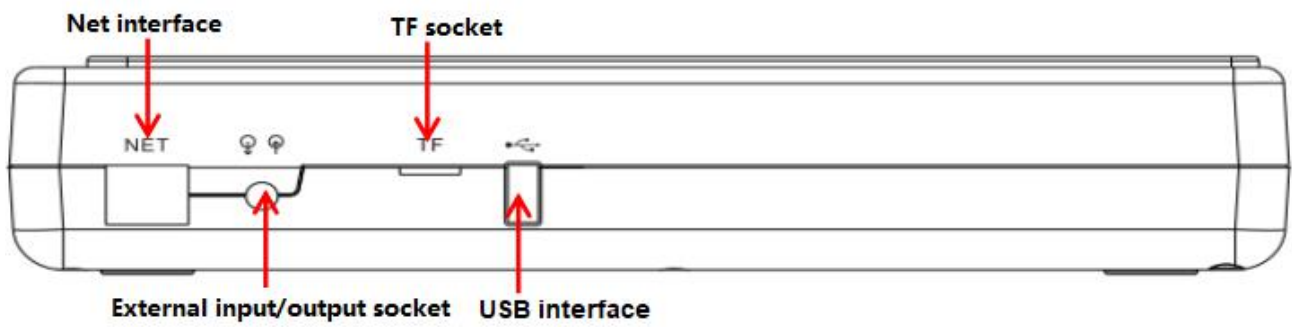 Net interface
TF socket
NET
TF
External input/output socket
USB interface